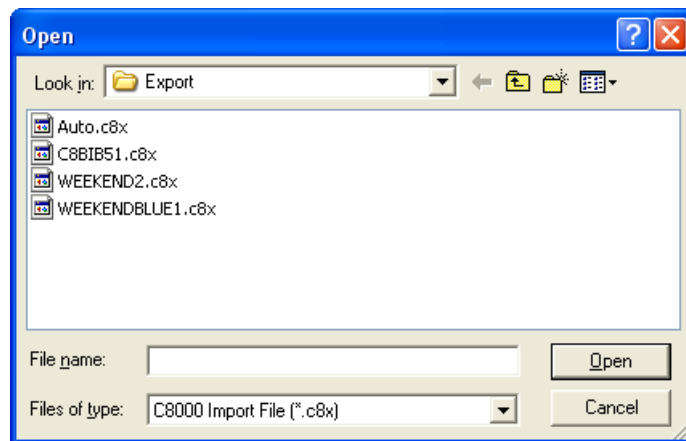 Open
Look in: Export
Auto.c8x
C8BIB51.c8x
WEEKEND2.c8x
WEEKENDBLUE1.c8x
File name: Open
Files of type: C8000 Import File (*.c8x) Cancel